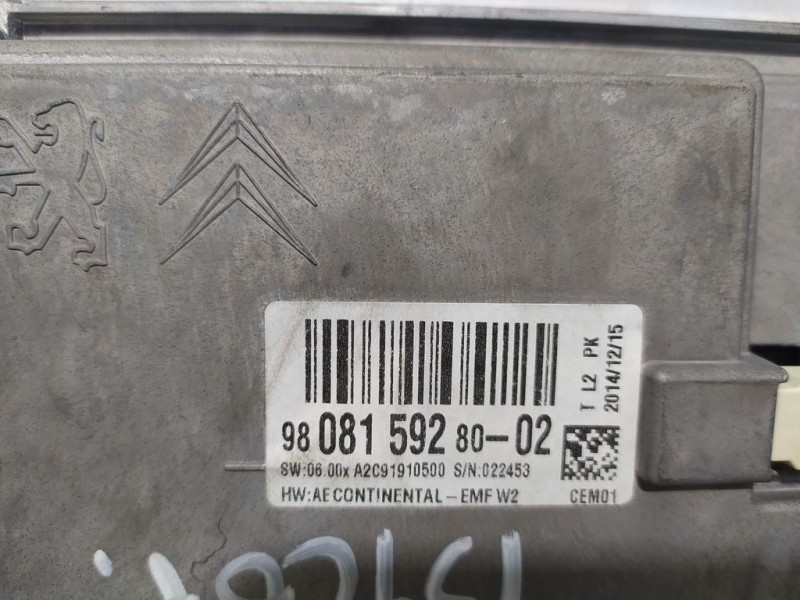 98 081 592 80-02
SW:06.00x A2C91910500 S/N:022453
HW:AE CONTINENTAL-EMF W2
T L2 PK
2014/12/15
CEM01